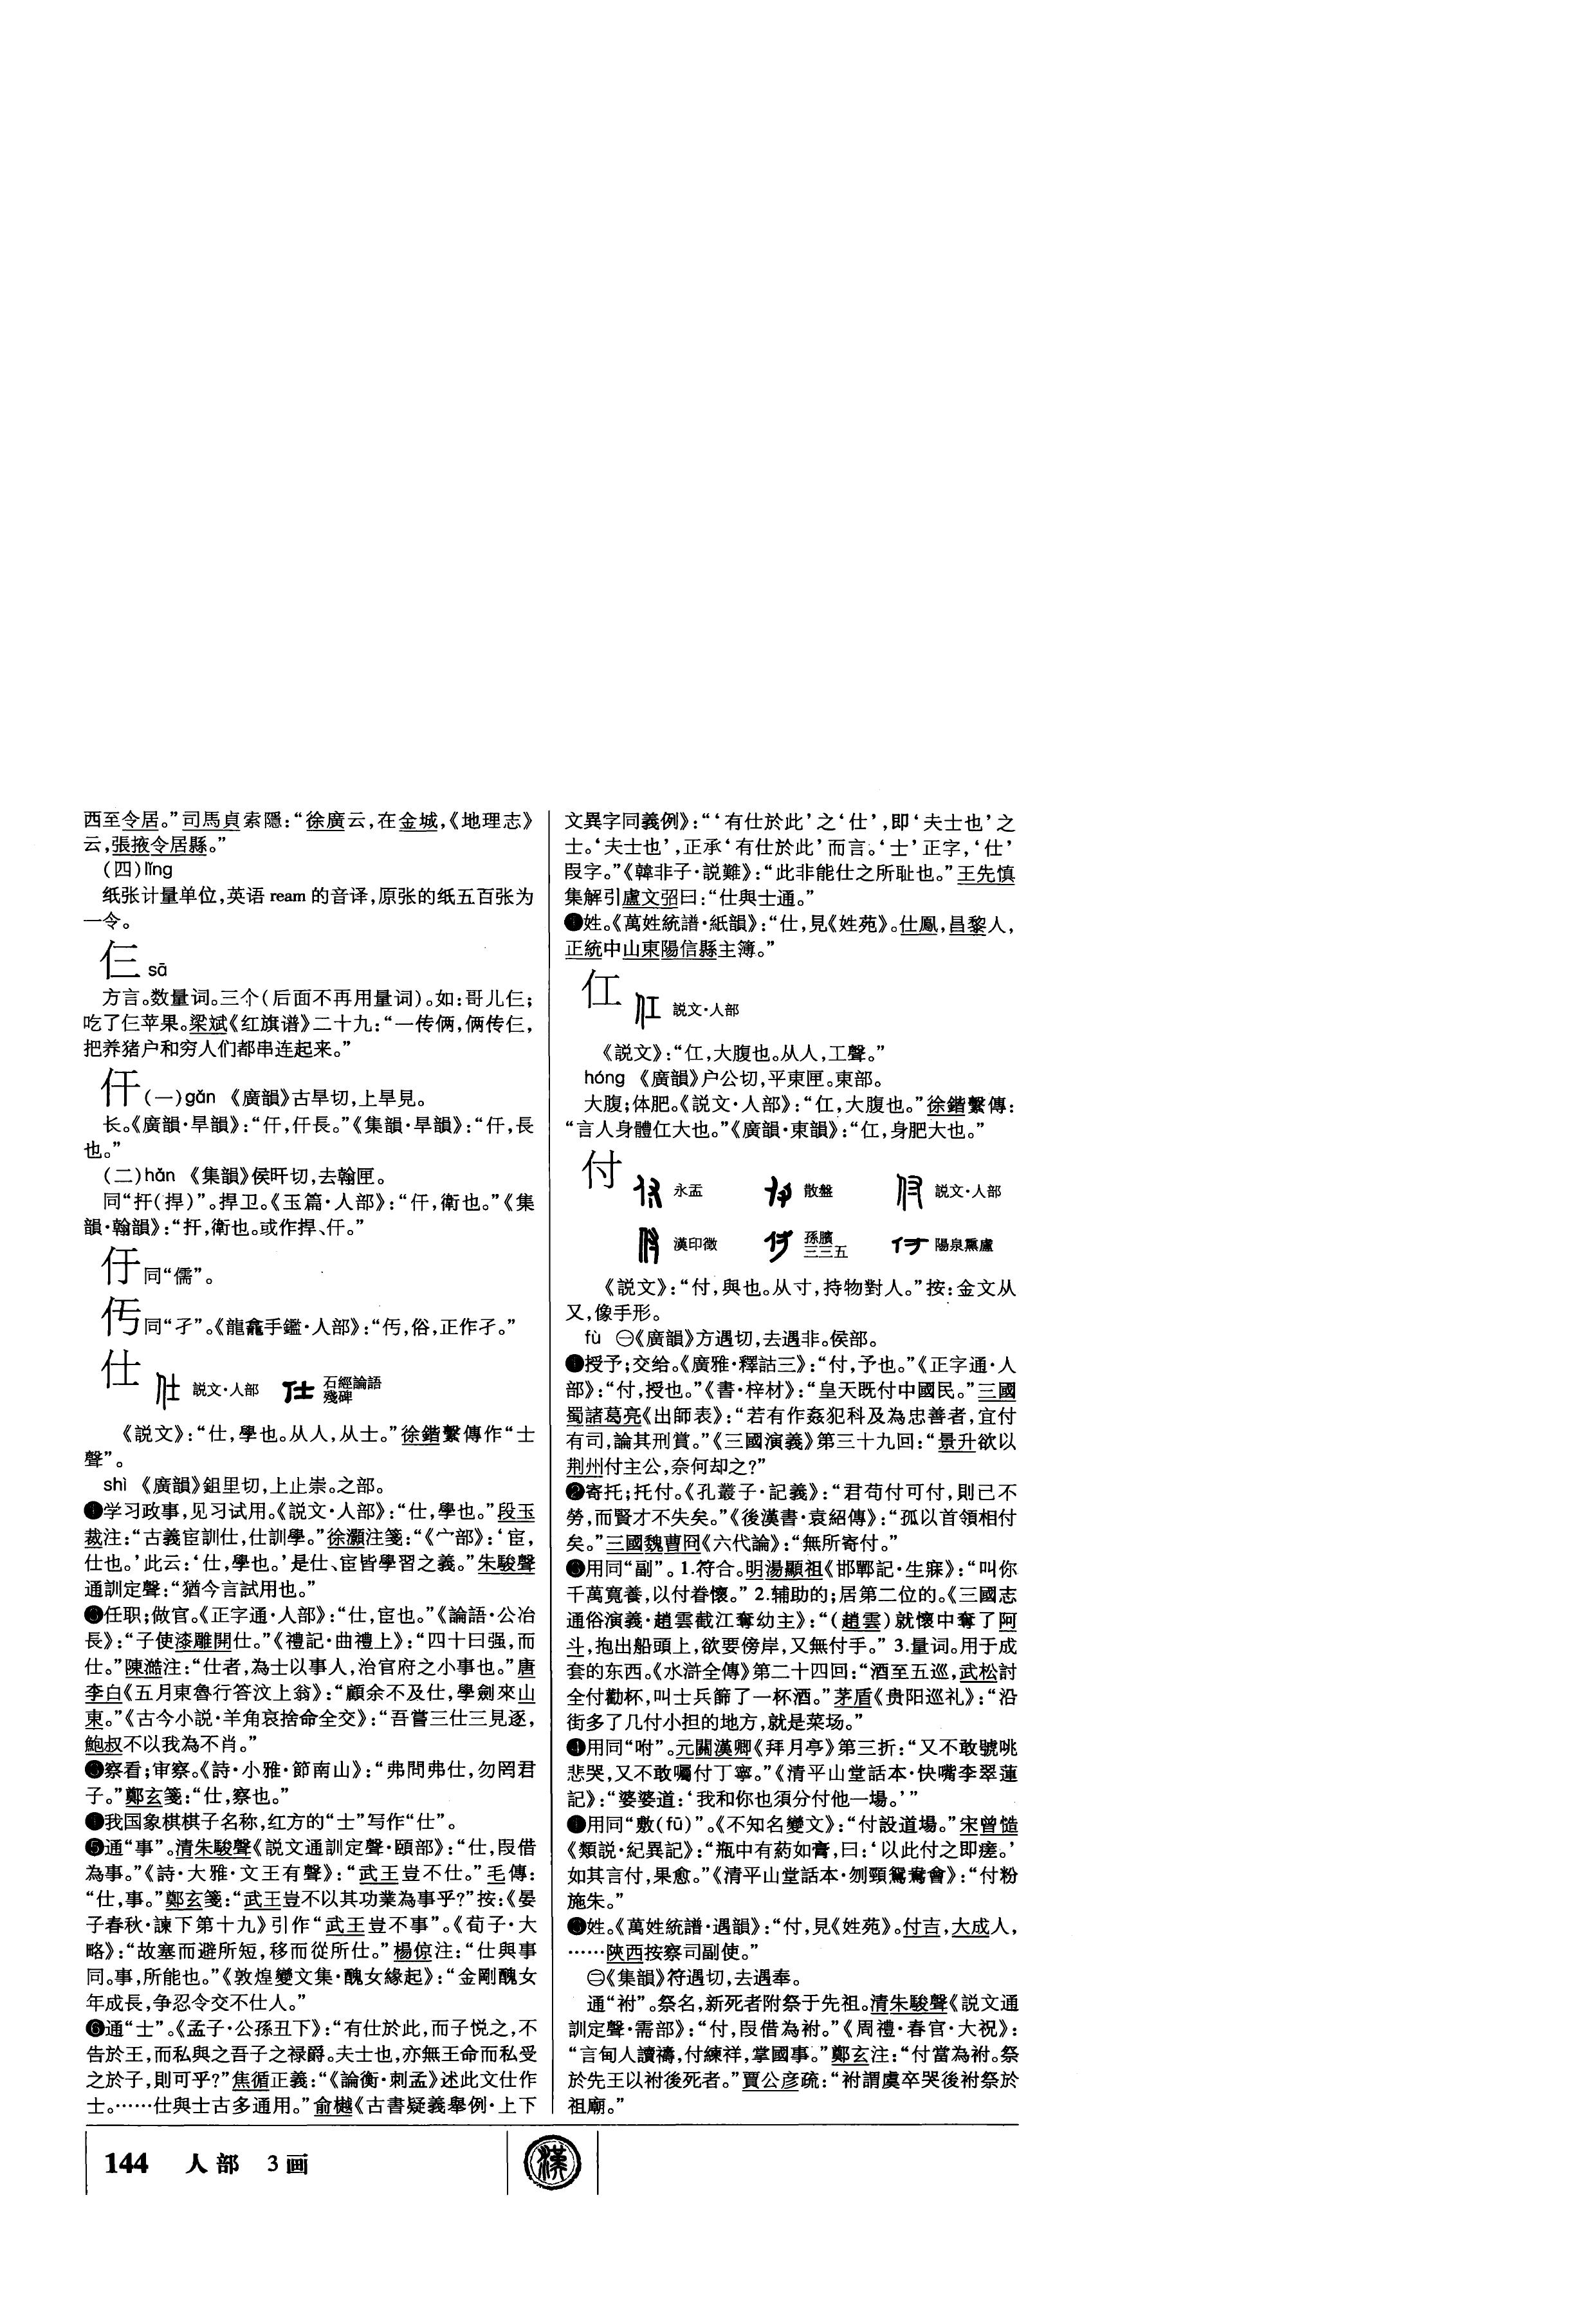 西至令居。”司馬貞索隱:“徐廣云,在金城,《地理志》
云,張掖令居縣。”
(四)lǐng
纸张计量单位,英语 ream 的音译,原张的纸五百张为
一令。
仨 sā
方言。数量词。三个(后面不再用量词)。如:哥儿仨;
吃了仨苹果。梁斌《红旗谱》二十九:“一传俩,俩传仨,
把养猪户和穷人们都串连起来。”
仠 (一)gǎn 《廣韻》古旱切,上旱見。
长。《廣韻·旱韻》:“仠,仠長。”《集韻·旱韻》:“仠,長
也。”
(二)hǎn 《集韻》侯旰切,去翰匣。
同“扞(捍)”。捍卫。《玉篇·人部》:“仠,衛也。”《集
韻·翰韻》:“扞,衛也。或作捍、仠。”
伃同“儒”。
同“孑”。《龍龕手鑑·人部》:“俗,正作孑。”
仕 説文·人部 石經論語殘碑
《説文》:“仕,學也。从人,从士。”徐鍇繫傳作“士
聲”。
shì 《廣韻》鉏里切,上止崇。之部。
❶学习政事,见习试用。《説文·人部》:“仕,學也。”段玉
裁注:“古義宦訓仕,仕訓學。”徐灝注箋:“《宀部》:‘宦,
仕也。’此云:‘仕,學也。’是仕、宦皆學習之義。”朱駿聲
通訓定聲:“猶今言試用也。”
❷任职;做官。《正字通·人部》:“仕,宦也。”《論語·公冶
長》:“子使漆雕開仕。”《禮記·曲禮上》:“四十曰强,而
仕。”陳澔注:“仕者,為士以事人,治官府之小事也。”唐
李白《五月東魯行答汶上翁》:“顧余不及仕,學劍來山
東。”《古今小説·羊角哀捨命全交》:“吾嘗三仕三見逐,
鮑叔不以我為不肖。”
❸察看;审察。《詩·小雅·節南山》:“弗問弗仕,勿罔君
子。”鄭玄箋:“仕,察也。”
❹我国象棋棋子名称,红方的“士”写作“仕”。
❺通“事”。清朱駿聲《説文通訓定聲·頤部》:“仕,叚借
為事。”《詩·大雅·文王有聲》:“武王豈不仕。”毛傳:
“仕,事。”鄭玄箋:“武王豈不以其功業為事乎?”按:《晏
子春秋·諫下第十九》引作“武王豈不事”。《荀子·大
略》:“故塞而避所短,移而從所仕。”楊倞注:“仕與事
同。事,所能也。”《敦煌變文集·醜女緣起》:“金剛醜女
年成長,争忍令交不仕人。”
❻通“士”。《孟子·公孫丑下》:“有仕於此,而子悦之,不
告於王,而私與之吾子之禄爵。夫士也,亦無王命而私受
之於子,則可乎?”焦循正義:“《論衡·刺孟》述此文仕作
士。……仕與士古多通用。”俞樾《古書疑義舉例·上下
文異字同義例》:“‘有仕於此’之‘仕’,即‘夫士也’之
士。‘夫士也’,正承‘有仕於此’而言。‘士’正字,‘仕’
叚字。”《韓非子·説難》:“此非能仕之所耻也。”王先慎
集解引盧文弨曰:“仕與士通。”
❼姓。《萬姓統譜·紙韻》:“仕,見《姓苑》。仕鳳,昌黎人,
正統中山東陽信縣主簿。”
仜 説文·人部
《説文》:“仜,大腹也。从人,工聲。”
hóng 《廣韻》户公切,平東匣。東部。
大腹;体肥。《説文·人部》:“仜,大腹也。”徐鍇繫傳:
“言人身體仜大也。”《廣韻·東韻》:“仜,身肥大也。”
付 永盂 散盤 説文·人部
漢印徵 孫臏三三五 陽泉熏盧
《説文》:“付,與也。从寸,持物對人。”按:金文从
又,像手形。
fù ㊀《廣韻》方遇切,去遇非。侯部。
❶授予;交给。《廣雅·釋詁三》:“付,予也。”《正字通·人
部》:“付,授也。”《書·梓材》:“皇天既付中國民。”三國
蜀諸葛亮《出師表》:“若有作姦犯科及為忠善者,宜付
有司,論其刑賞。”《三國演義》第三十九回:“景升欲以
荆州付主公,奈何却之?”
❷寄托;托付。《孔叢子·記義》:“君苟付可付,則已不
勞,而賢才不失矣。”《後漢書·袁紹傳》:“孤以首領相付
矣。”三國魏曹冏《六代論》:“無所寄付。”
❸用同“副”。1.符合。明湯顯祖《邯鄲記·生寤》:“叫你
千萬寬養,以付眷懷。” 2.辅助的;居第二位的。《三國志
通俗演義·趙雲截江奪幼主》:“(趙雲)就懷中奪了阿
斗,抱出船頭上,欲要傍岸,又無付手。” 3.量词。用于成
套的东西。《水滸全傳》第二十四回:“酒至五巡,武松討
全付勸杯,叫士兵篩了一杯酒。”茅盾《贵阳巡礼》:“沿
街多了几付小担的地方,就是菜场。”
❹用同“咐”。元關漢卿《拜月亭》第三折:“又不敢號咷
悲哭,又不敢囑付丁寧。”《清平山堂話本·快嘴李翠蓮
記》:“婆婆道:‘我和你也須分付他一場。’”
❺用同“敷(fū)”。《不知名變文》:“付設道場。”宋曾慥
《類説·紀異記》:“瓶中有葯如膏,曰:‘以此付之即瘥。’
如其言付,果愈。”《清平山堂話本·刎頸鴛鴦會》:“付粉
施朱。”
❻姓。《萬姓統譜·遇韻》:“付,見《姓苑》。付吉,大成人,
……陝西按察司副使。”
㊁《集韻》符遇切,去遇奉。
通“祔”。祭名,新死者附祭于先祖。清朱駿聲《説文通
訓定聲·需部》:“付,叚借為祔。”《周禮·春官·大祝》:
“言甸人讀禱,付練祥,掌國事。”鄭玄注:“付當為祔。祭
於先王以祔後死者。”賈公彦疏:“祔謂虞卒哭後祔祭於
祖廟。”
144 人部 3画
漢